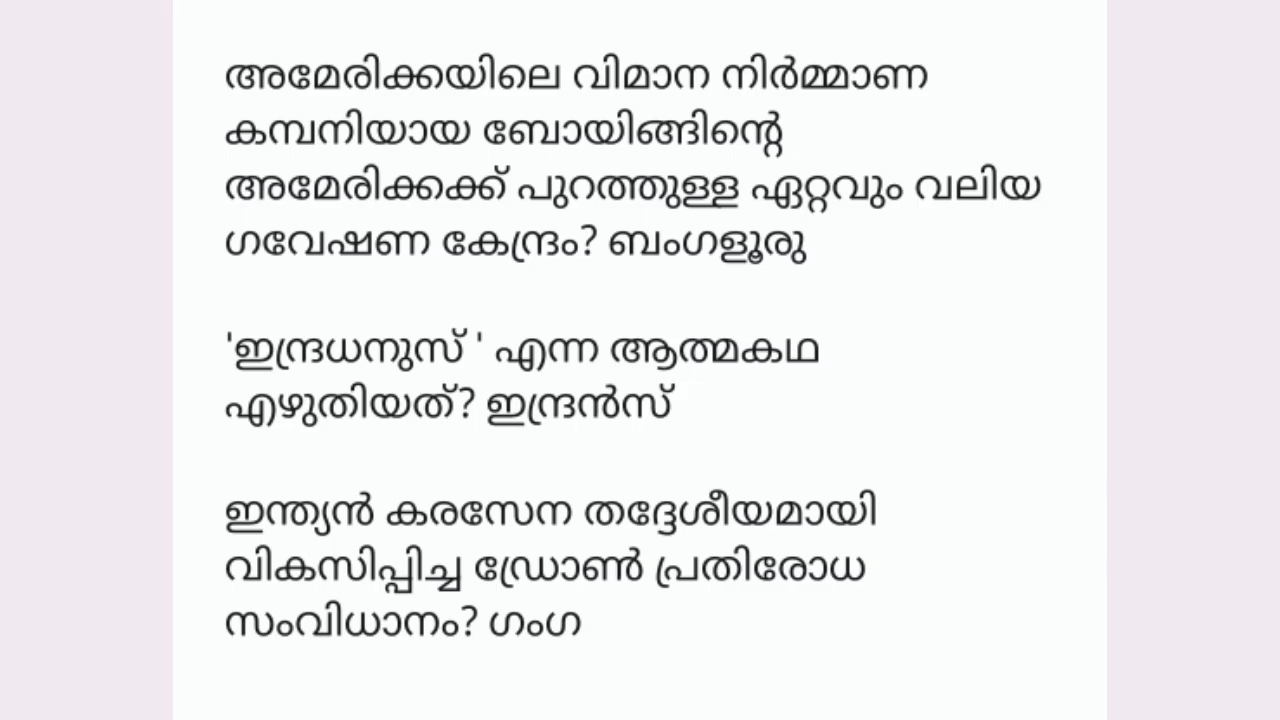 അമേരിക്കയിലെ വിമാന നിർമ്മാണ
കമ്പനിയായ ബോയിങ്ങിന്റെ
അമേരിക്കക്ക് പുറത്തുള്ള ഏറ്റവും വലിയ
ഗവേഷണ കേന്ദ്രം? ബംഗളൂരു
'ഇന്ദ്രധനുസ് ' എന്ന ആത്മകഥ
എഴുതിയത്? ഇന്ദ്രൻസ്
ഇന്ത്യൻ കരസേന തദ്ദേശീയമായി
വികസിപ്പിച്ച ഡ്രോൺ പ്രതിരോധ
സംവിധാനം? ഗംഗ